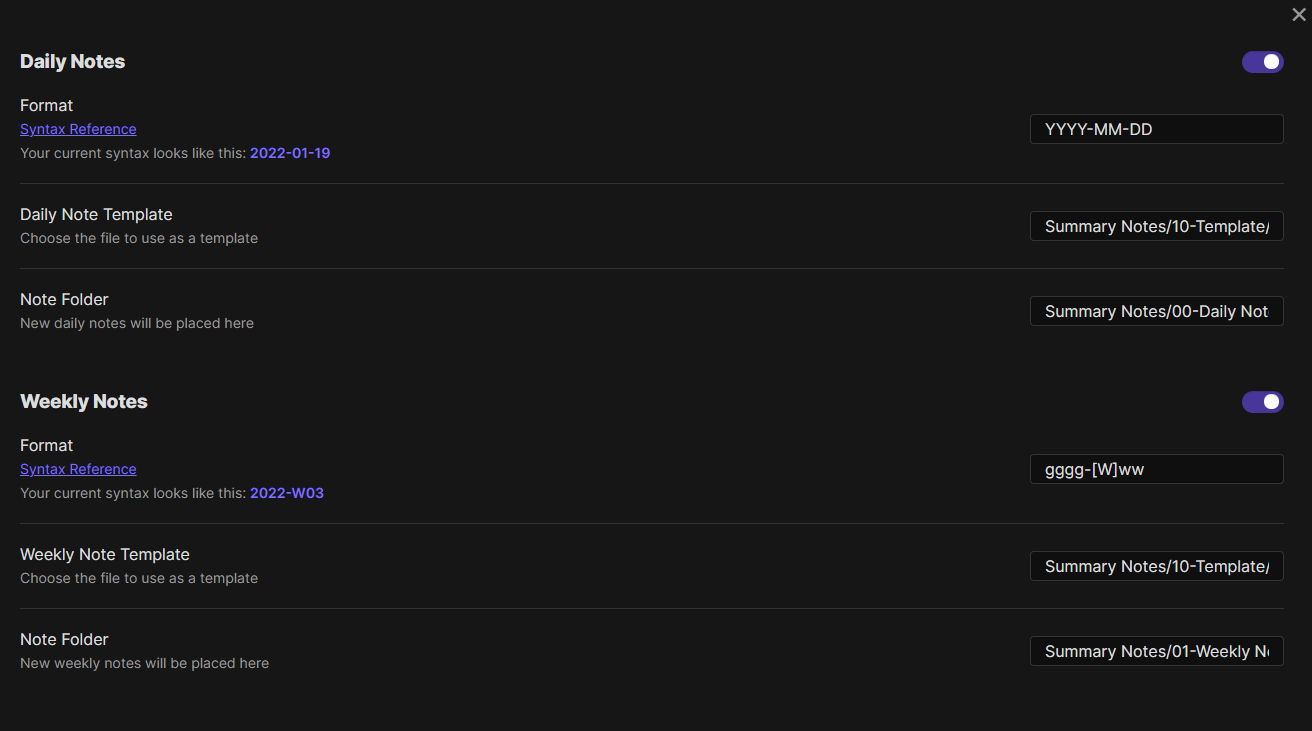 Daily Notes
Format
Syntax Reference
YYYY-MM-DD
Your current syntax looks like this: 2022-01-19
Daily Note Template
Summary Notes/10-Template/
Choose the file to use as a template
Note Folder
Summary Notes/00-Daily Not
New daily notes will be placed here
Weekly Notes
Format
Syntax Reference
gggg-[W]ww
Your current syntax looks like this: 2022-W03
Weekly Note Template
Summary Notes/10-Template/
Choose the file to use as a template
Note Folder
Summary Notes/01-Weekly N
New weekly notes will be placed here